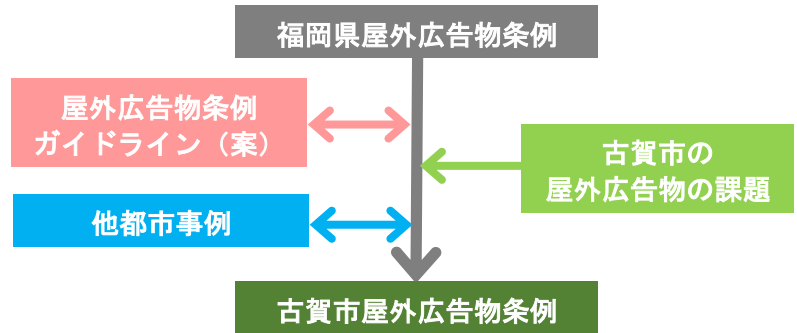 福岡県屋外広告物条例
屋外広告物条例
ガイドライン（案）
古賀市の
屋外広告物の課題
他都市事例
古賀市屋外広告物条例